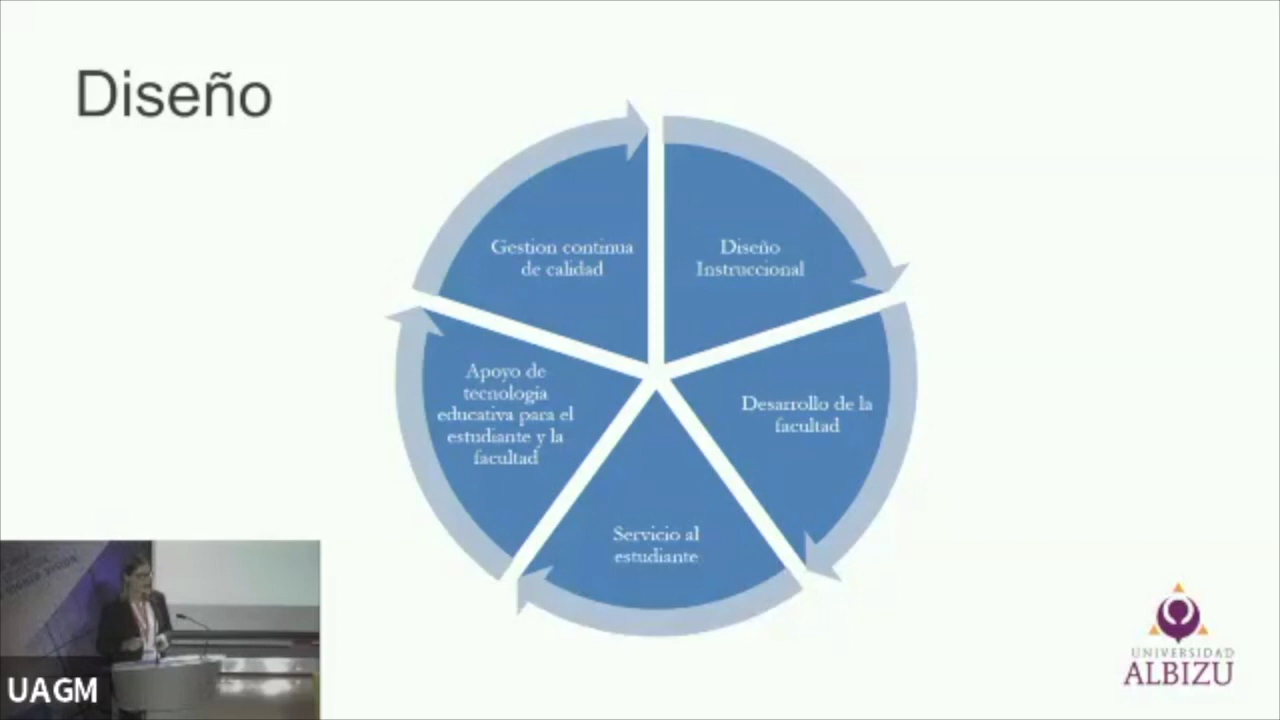 Diseño
Gestion continua
de calidad
Diseño
Instruccional
Apoyo de
tecnologia
educativa para el
estudiante y la
facultad
Desarrollo de la
facultad
Servicio al
estudiante
UAGM
UNIVERSIDAD
ALBIZU